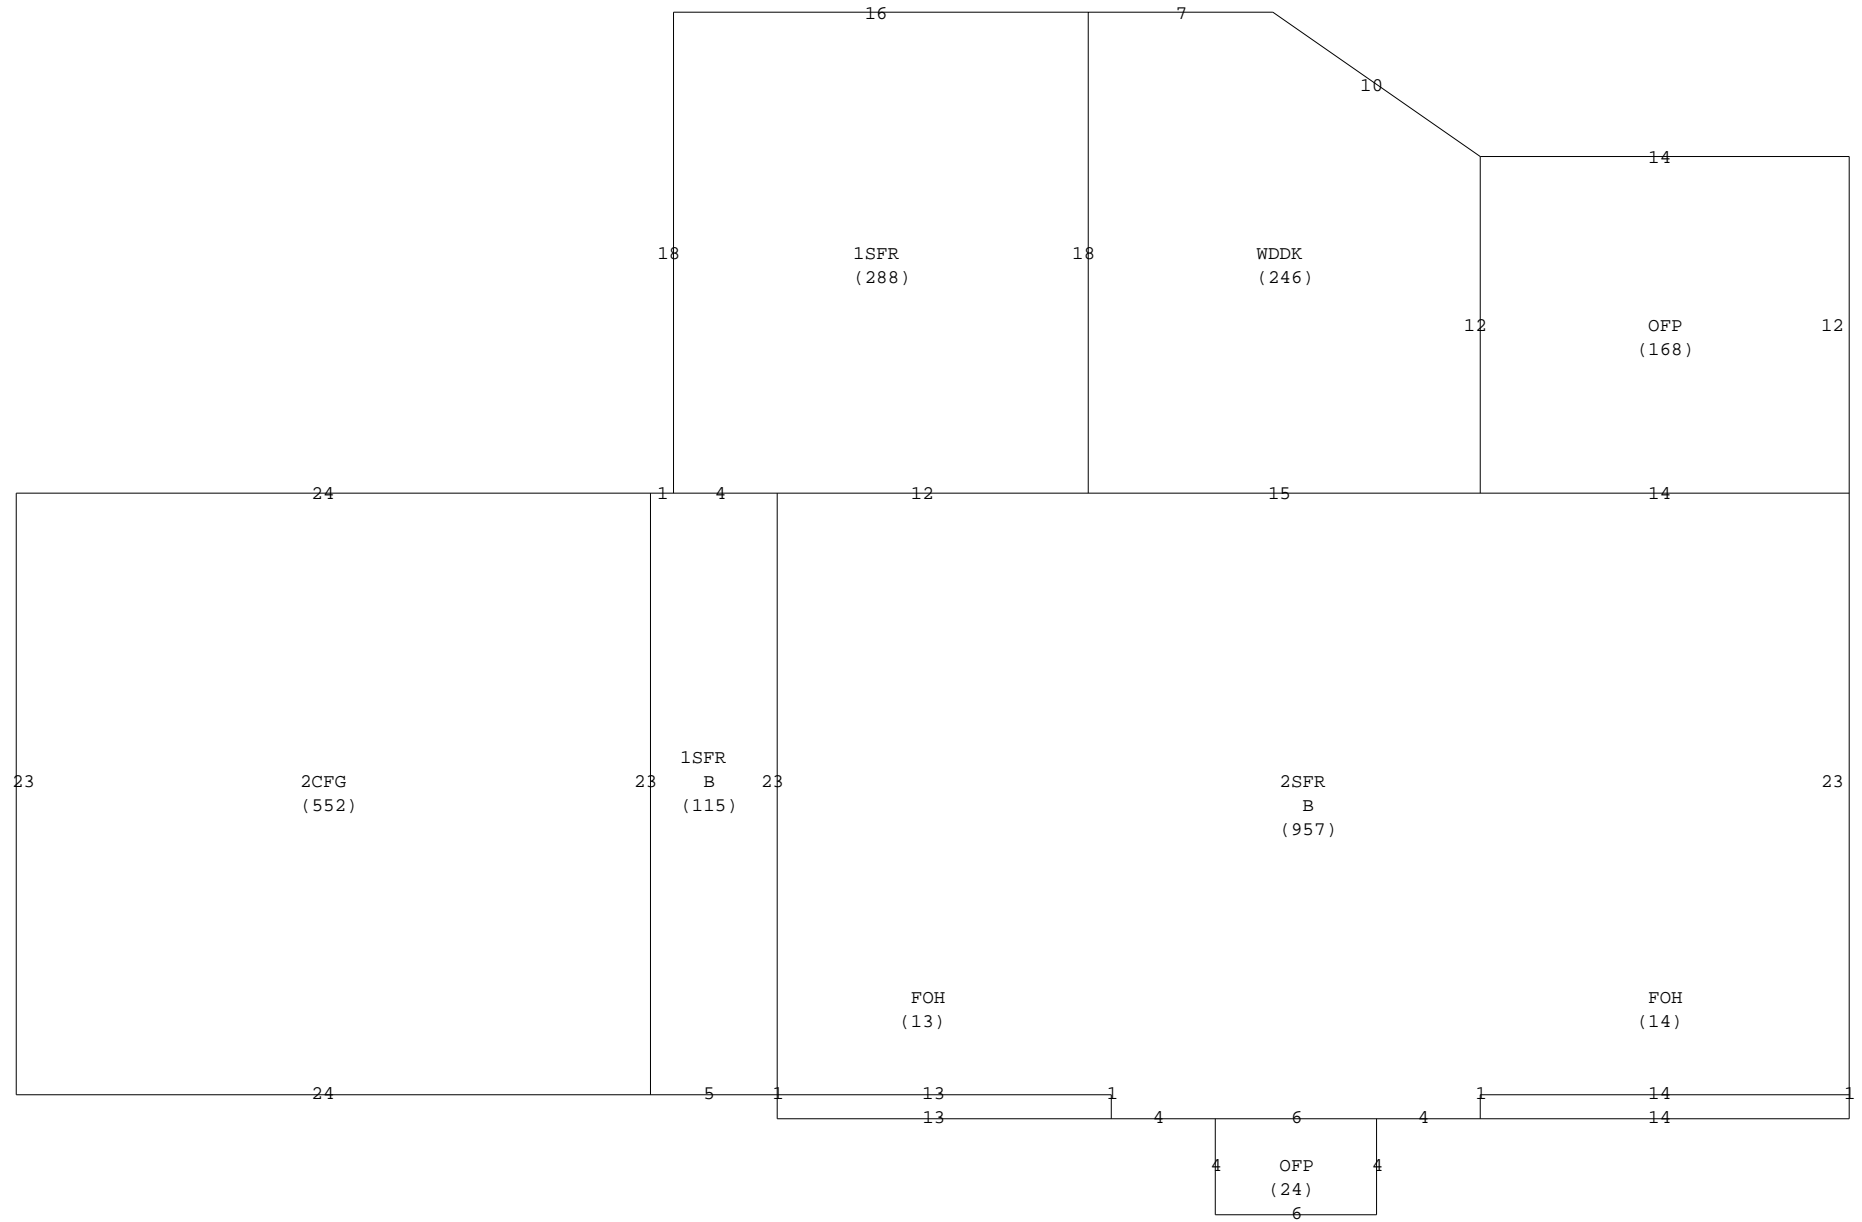 16 7
10
14
18 1SFR 18 WDDK
(288) (246)
12 OFP 12
(168)
24 1 4 12 15 14
1SFR
23 2CFG 23 B 23 2SFR 23
(552) (115) B
(957)
FOH FOH
(13) (14)
24 5 1 13 1 1 14 1
13 4 6 4 14
4 OFP 4
(24)
6